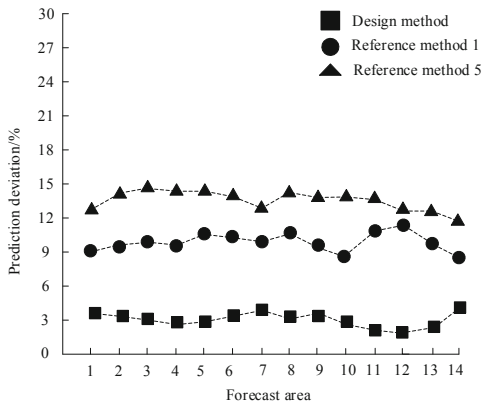 30
27
24
21
18
15
12
9
6
3
0
Prediction deviation/%
Design method
Reference method 1
Reference method 5
1 2 3 4 5 6 7 8 9 10 11 12 13 14
Forecast area